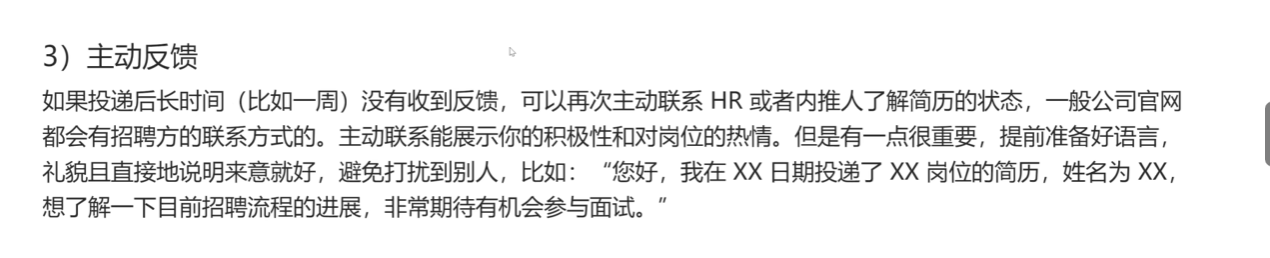 3）主动反馈
如果投递后长时间（比如一周）没有收到反馈，可以再次主动联系 HR 或者内推人了解简历的状态，一般公司官网
都会有招聘方的联系方式的。主动联系能展示你的积极性和对岗位的热情。但是有一点很重要，提前准备好语言，
礼貌且直接地说明来意就好，避免打扰到别人，比如：“您好，我在 XX 日期投递了 XX 岗位的简历，姓名为 XX，
想了解一下目前招聘流程的进展，非常期待有机会参与面试。”